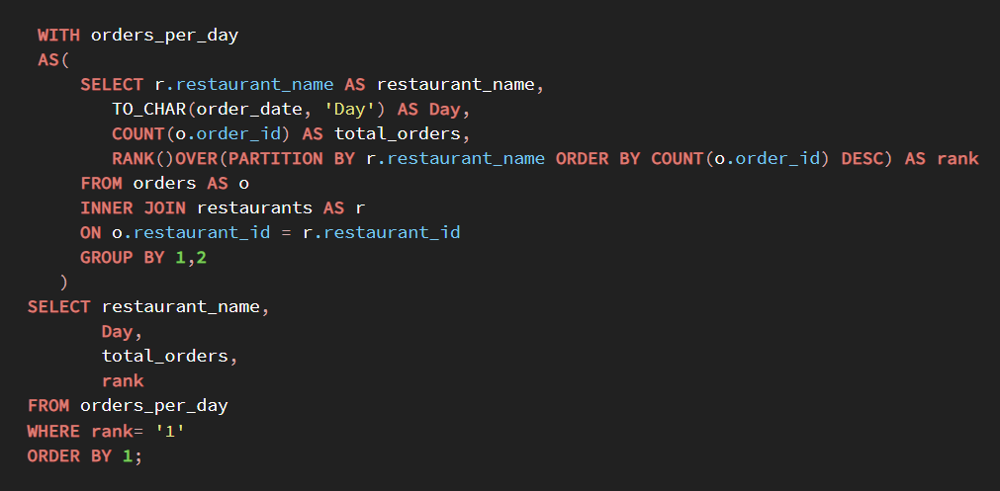 WITH orders_per_day
AS(
SELECT r.restaurant_name AS restaurant_name,
TO_CHAR(order_date, 'Day') AS Day,
COUNT(o.order_id) AS total_orders,
RANK()OVER(PARTITION BY r.restaurant_name ORDER BY COUNT(o.order_id) DESC) AS rank
FROM orders AS o
INNER JOIN restaurants AS r
ON o.restaurant_id = r.restaurant_id
GROUP BY 1,2
)
SELECT restaurant_name,
Day,
total_orders,
rank
FROM orders_per_day
WHERE rank= '1'
ORDER BY 1;